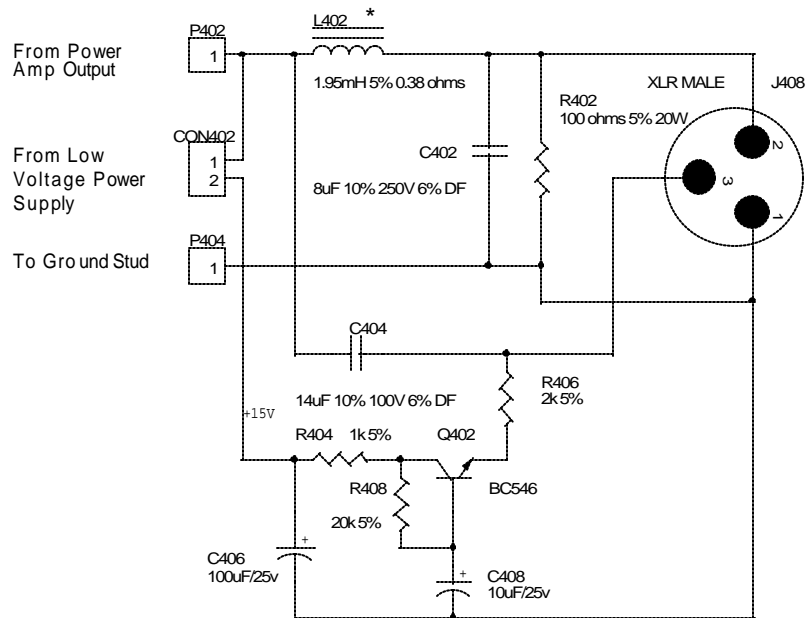 L402 *
P402
1
From Power
Amp Output
1.95mH 5% 0.38 ohms
XLR MALE
J408
R402
100 ohms 5% 20W
CON402
1
2
From Low
Voltage Power
Supply
C402
8uF 10% 250V 6% DF
2
3
1
P404
1
To Ground Stud
C404
14uF 10% 100V 6% DF
R406
2k 5%
+15V
R404
1k 5%
Q402
BC546
R408
20k 5%
+
C406
100uF/25v
+
C408
10uF/25v